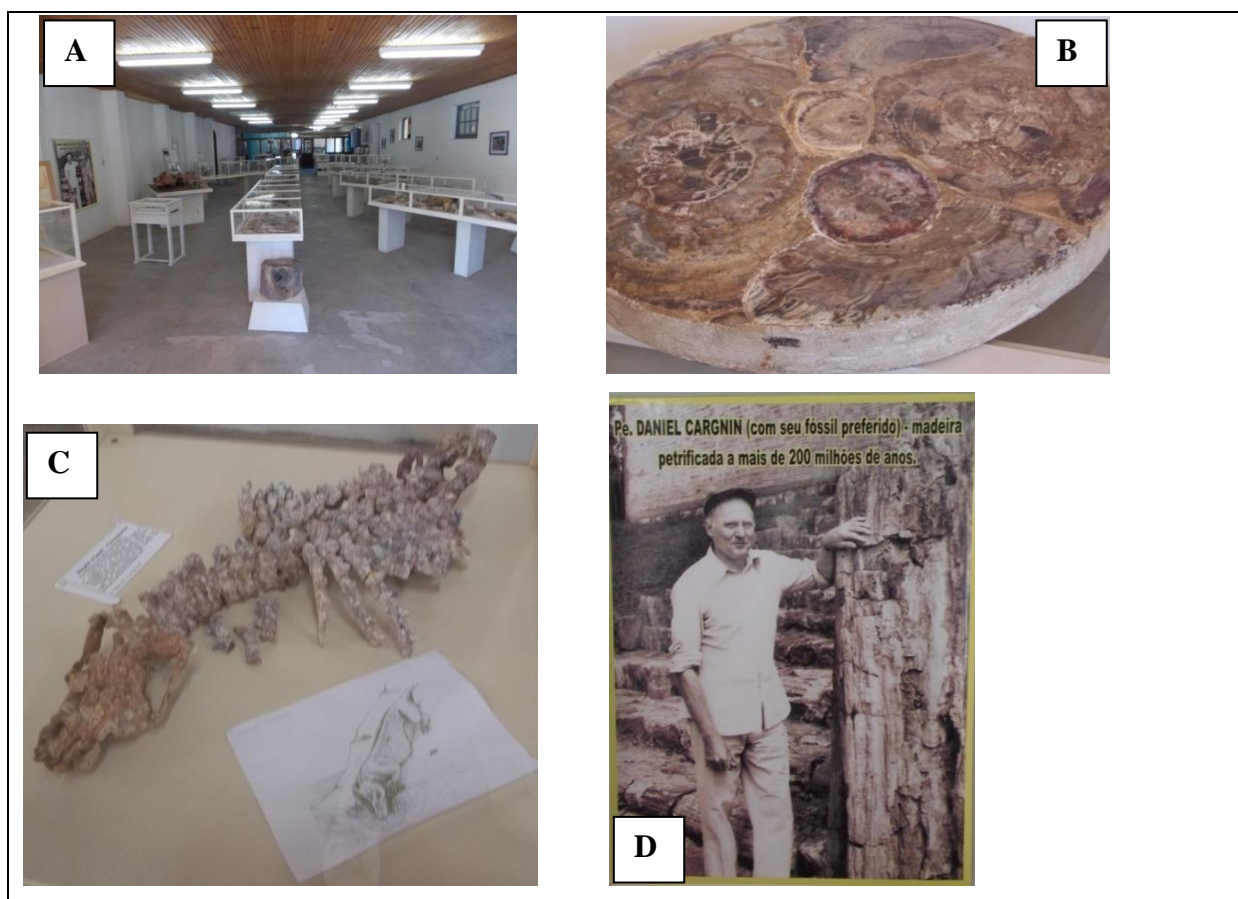 A
B
C
Pe. DANIEL CARGNIN (com seu fóssil preferido) - madeira
petrificada a mais de 200 milhões de anos.
D